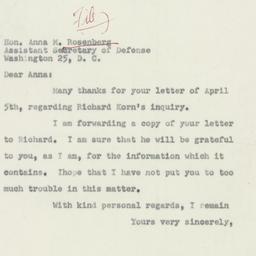 File
Hon. Anna M. Rosenberg
Assistant Secretary of Defense
Washington 25, D. C.
Dear Anna:
Many thanks for your letter of April
5th, regarding Richard Korn's inquiry.
I am forwarding a copy of your letter
to Richard. I am sure that he will be grateful
to you, as I am, for the information which it
contains. Ihope that I have not put you to too
much trouble in this matter.
With kind personal regards, I remain
Yours very sincerely,